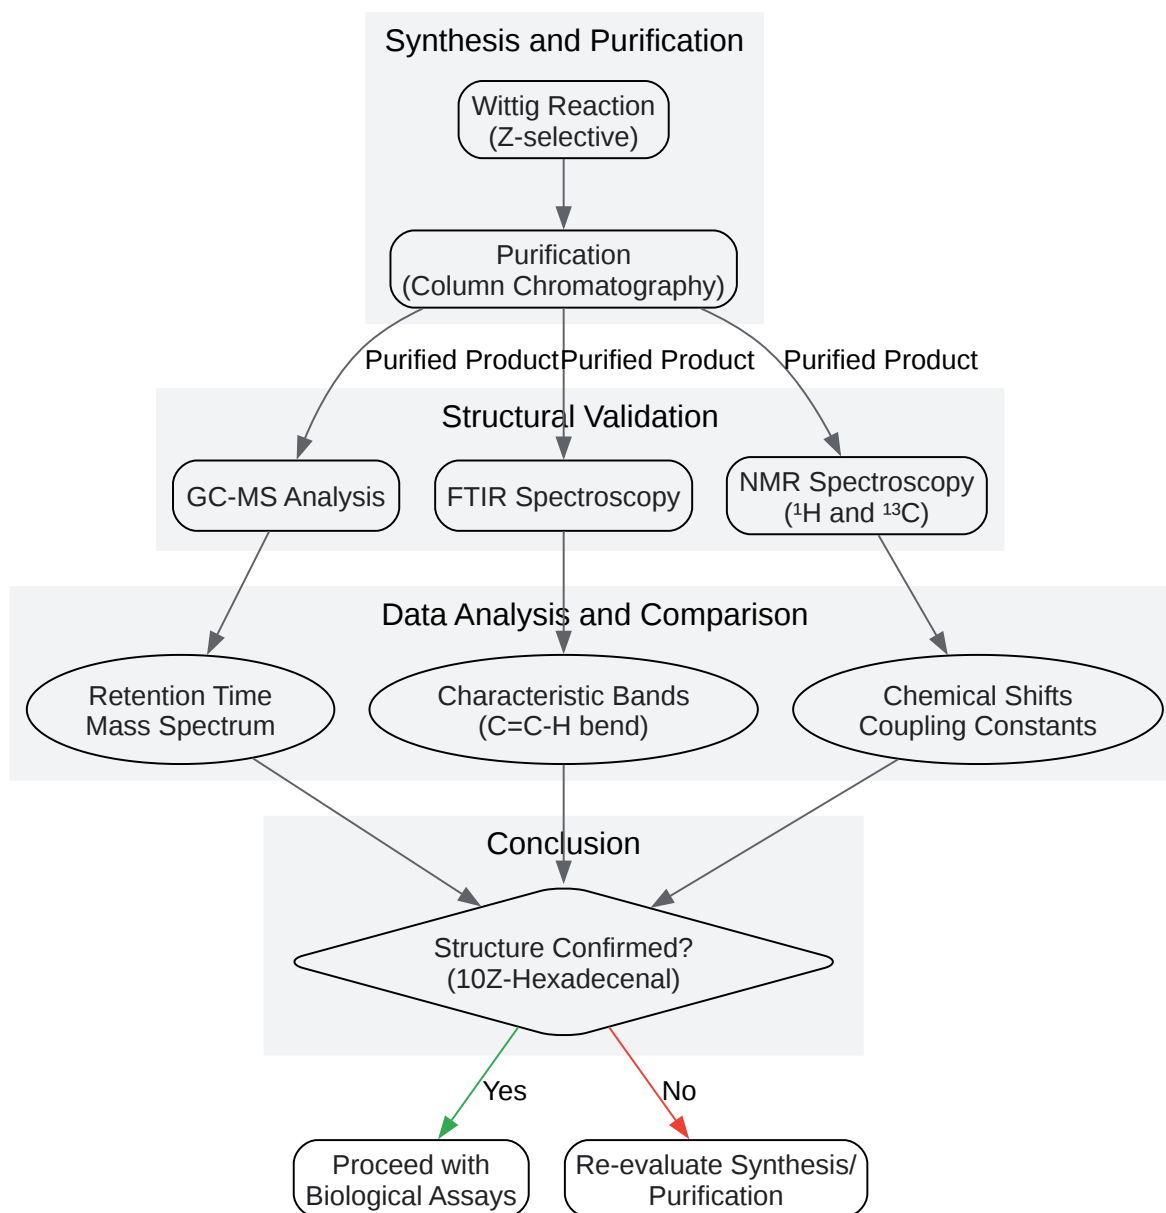 Synthesis and Purification
Wittig Reaction
(Z-selective)
Purification
(Column Chromatography)
Purified Product
Purified Product
Purified Product
Structural Validation
GC-MS Analysis
FTIR Spectroscopy
NMR Spectroscopy
(¹H and ¹³C)
Data Analysis and Comparison
Retention Time
Mass Spectrum
Characteristic Bands
(C=C-H bend)
Chemical Shifts
Coupling Constants
Conclusion
Structure Confirmed?
(10Z-Hexadecenal)
Yes
No
Proceed with
Biological Assays
Re-evaluate Synthesis/
Purification